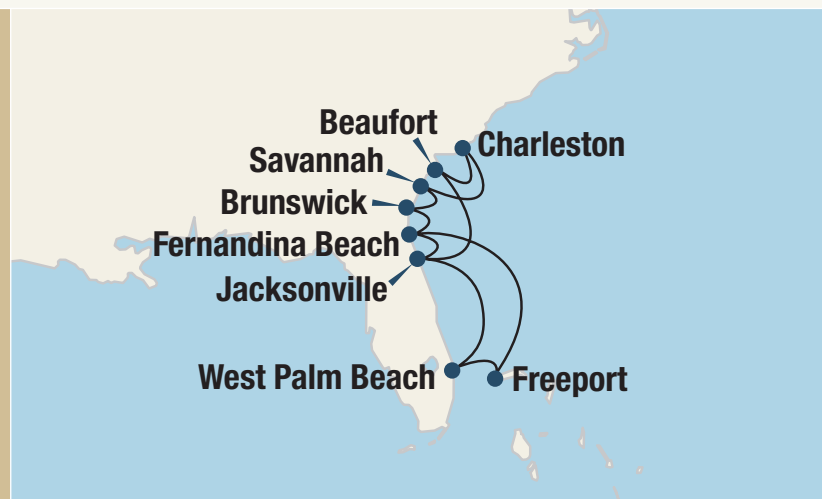 Beaufort
Charleston
Savannah
Brunswick
Fernandina Beach
Jacksonville
West Palm Beach
Freeport